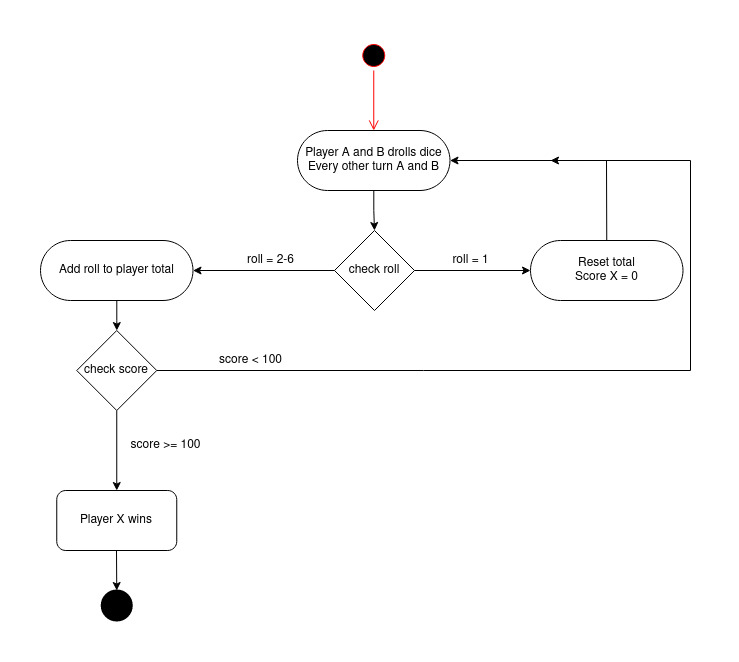 Player A and B drolls dice
Every other turn A and B
Add roll to player total
roll = 2-6
check roll
roll = 1
Reset total
Score X = 0
check score
score < 100
score >= 100
Player X wins